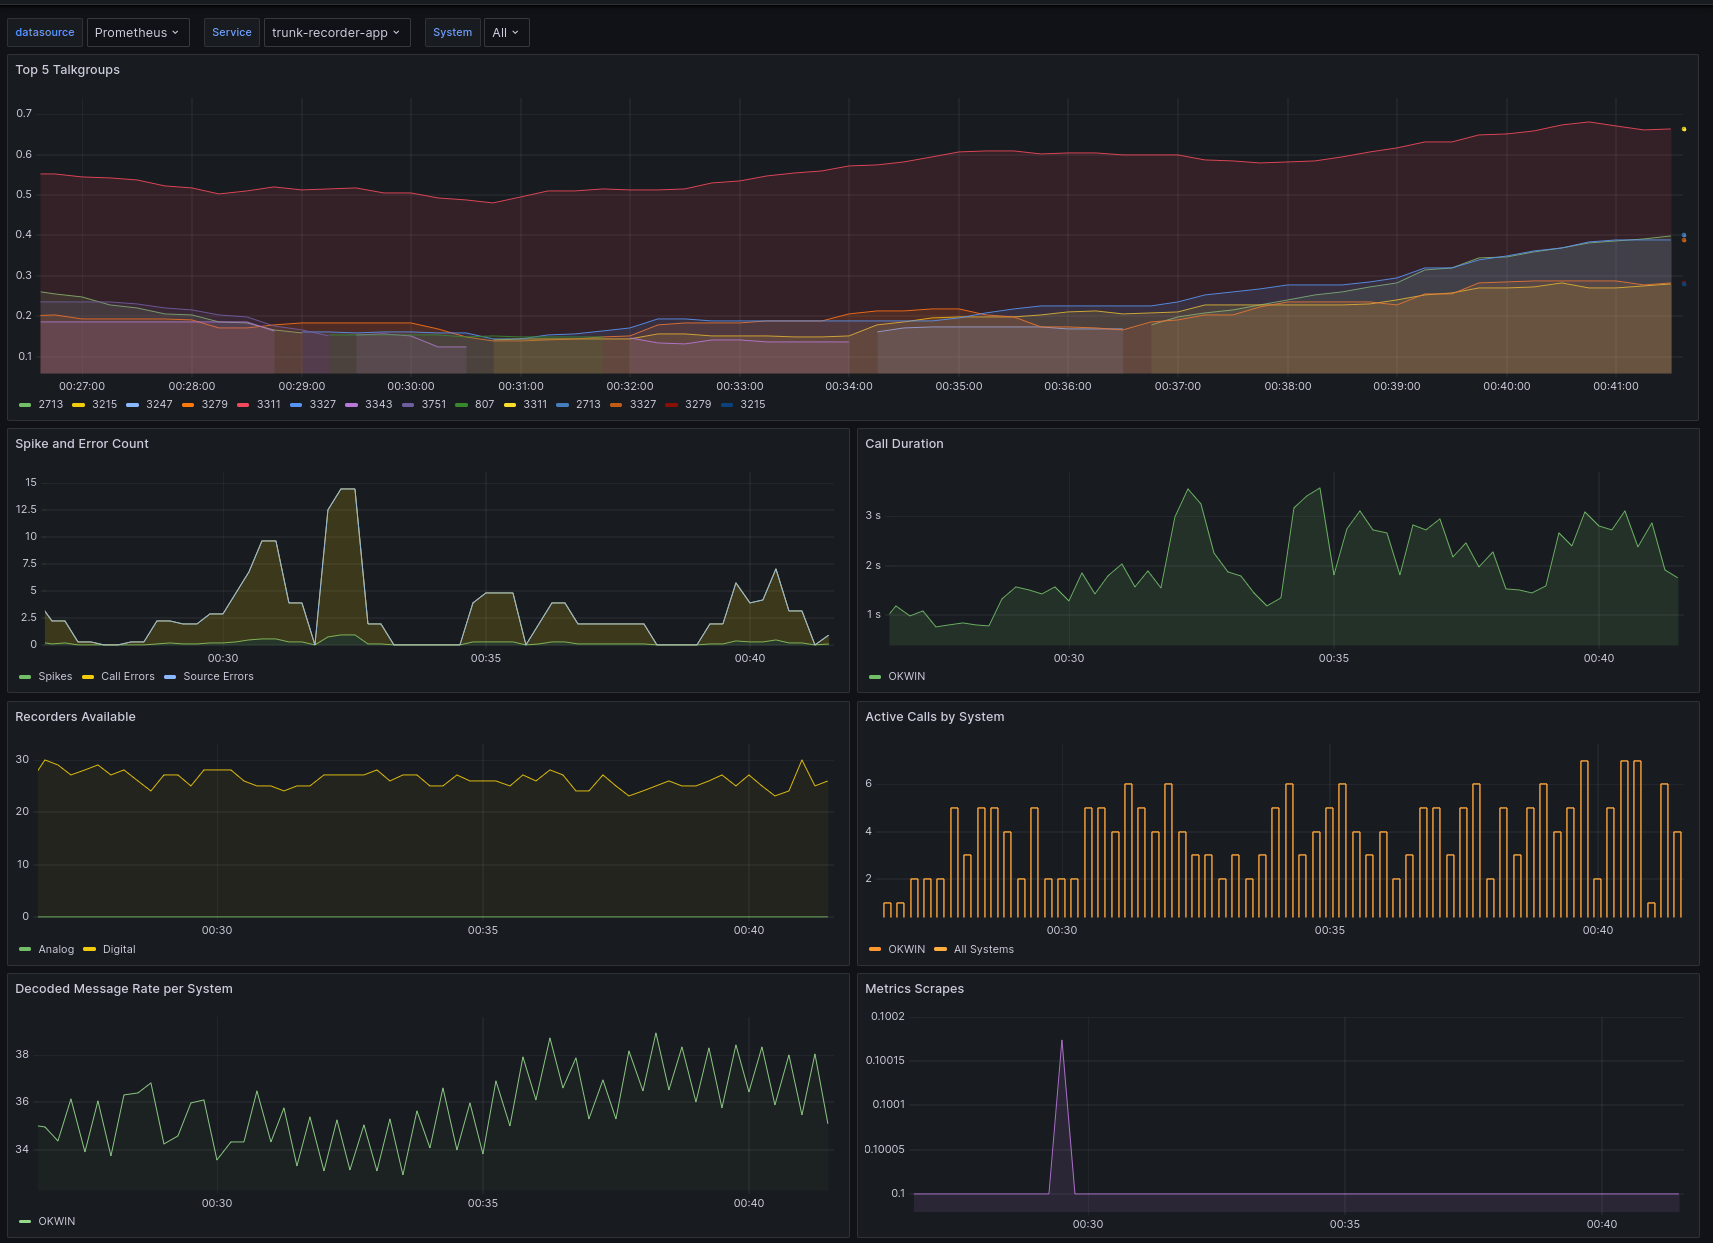 datasource Prometheus Service trunk-recorder-app System All
Top 5 Talkgroups
0.7
0.6
0.5
0.4
0.3
0.2
0.1
00:27:00 00:28:00 00:29:00 00:30:00 00:31:00 00:32:00 00:33:00 00:34:00 00:35:00 00:36:00 00:37:00 00:38:00 00:39:00 00:40:00 00:41:00
2713 3215 3247 3279 3311 3327 3343 3751 807 3311 2713 3327 3279 3215
Spike and Error Count
15
12.5
10
7.5
5
2.5
0
00:30 00:35 00:40
Spikes Call Errors Source Errors
Call Duration
3 s
2 s
1 s
00:30 00:35 00:40
OKWIN
Recorders Available
30
20
10
0
00:30 00:35 00:40
Analog Digital
Active Calls by System
6
4
2
00:30 00:35 00:40
OKWIN All Systems
Decoded Message Rate per System
38
36
34
00:30 00:35 00:40
OKWIN
Metrics Scrapes
0.1002
0.10015
0.1001
0.10005
0.1
00:30 00:35 00:40